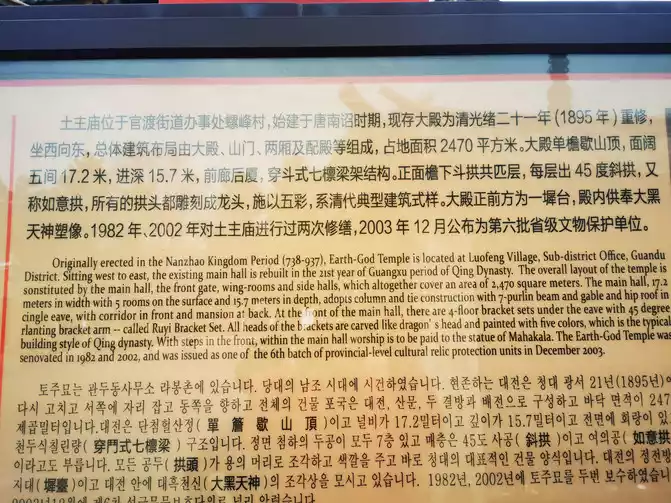 土主庙位于官渡街道办事处螺峰村，始建于唐南诏时期，现存大殿为清光绪二十一年（1895年）重修，
坐西向东，总体建筑布局由大殿、山门、两厢及配殿等组成，占地面积2470平方米。大殿单檐歇山顶，面阔
五间17.2米，进深15.7米，前廊后厦，穿斗式七檩梁架结构。正面檐下斗拱共匹层，每层出45度斜拱，又
称如意拱，所有的拱头都雕刻成龙头，施以五彩，系清代典型建筑式样。大殿正前方为一墀台，殿内供奉大黑
天神塑像。1982年、2002年对土主庙进行过两次修缮，2003年12月公布为第六批省级文物保护单位。
Originally erected in the Nanzhao Kingdom Period (738-937), Earth-God Temple is located at Luofeng Village, Sub-district Office, Guandu
District. Sitting west to east, the existing main hall is rebuilt in the 21st year of Guangxu period of Qing Dynasty. The overall layout of the temple is
sonstituted by the main hall, the front gate, wing-rooms and side halls, which altogether cover an area of 2,470 square meters. The main hall, 17.2
meters in width with 5 rooms on the surface and 15.7 meters in depth, adopts column and tie construction with 7-purlin beam and gable and hip roof in
cingle eave, with corridor in front and mansion at back. At the front of the main hall, there are 4-floor bracket sets under the eave with 45 degree
rlanting bracket arm -- called Ruyi Bracket Set. All heads of the brackets are carved like dragon's head and painted with five colors, which is the typical
building style of Qing dynasty. With steps in the front, within the main hall worship is to be paid to the statue of Mahakala. The Earth-God Temple was
senovated in 1982 and 2002, and was issued as one of the 6th batch of provincial-level cultural relic protection units in December 2003.
토주묘는 관두동사무소 라봉촌에 있습니다. 당대의 남조 시대에 시건하였습니다. 현존하는 대전은 청대 광서 21년(1895년)에
다시 고치고 서쪽에 자리 잡고 동쪽을 향하고 전체의 건물 포국은 대전, 산문, 두 결방과 배전으로 구성하고 바닥 면적이 247
제곱밀터입니다.대전은 단첨헐산정(單簷歇山頂)이고 널비가 17.2밀터이고 깊이가 15.7밀터이고 전면에 회랑이 있
천두식칠린량(穿鬥式七檁梁) 구조입니다. 정면 첨하의 두공이 모두 7층 있고 매층은 45도 사공(斜拱)이고 여의공(如意拱
이라고도 부릅니다. 모든 공두(拱頭)가 용의 머리로 조각하고 색깔을 주고 바로 청대의 대표적인 건물 양식입니다. 대전의 정전방
지대(墀臺)이고 대전 안에 대흑천신(大黑天神)의 조각상을 모시고 있습니다. 1982년, 2002년에 토주묘를 두번 보수하였습니